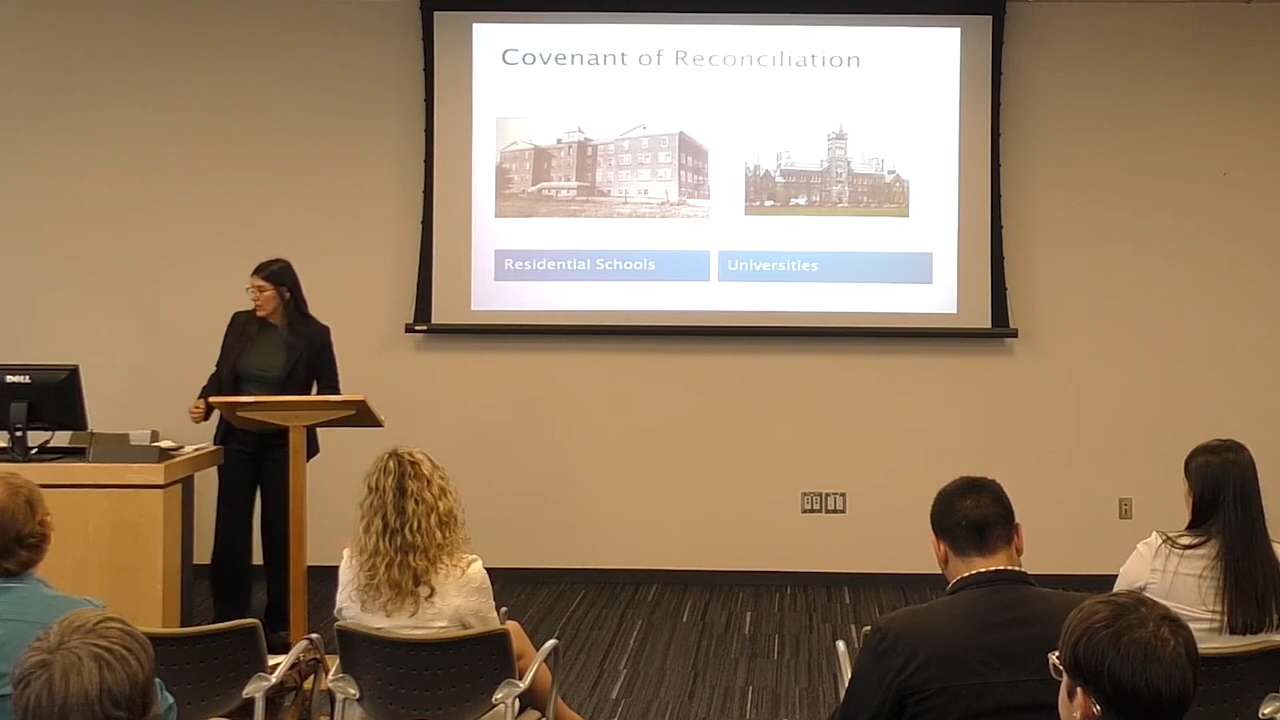 Covenant of Reconciliation
Residential Schools
Universities
DELL